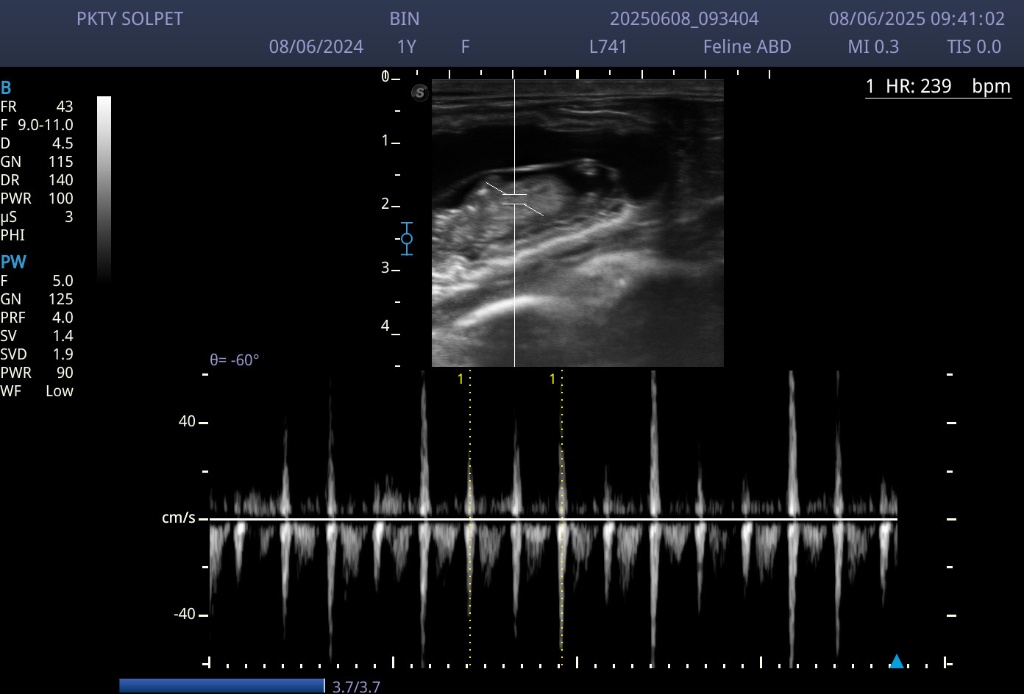 PKTY SOLPET BIN 20250608_093404 08/06/2025 09:41:02
08/06/2024 1Y F L741 Feline ABD MI 0.3 TIS 0.0
1 HR: 239 bpm
B
FR 43
F 9.0-11.0
D 4.5
GN 115
DR 140
PWR 100
µS 3
PHI
PW
F 5.0
GN 125
PRF 4.0
SV 1.4
SVD 1.9
PWR 90
WF Low
0
S
1
2
3
4
θ= -60°
1 1
40
cm/s
-40
3.7/3.7